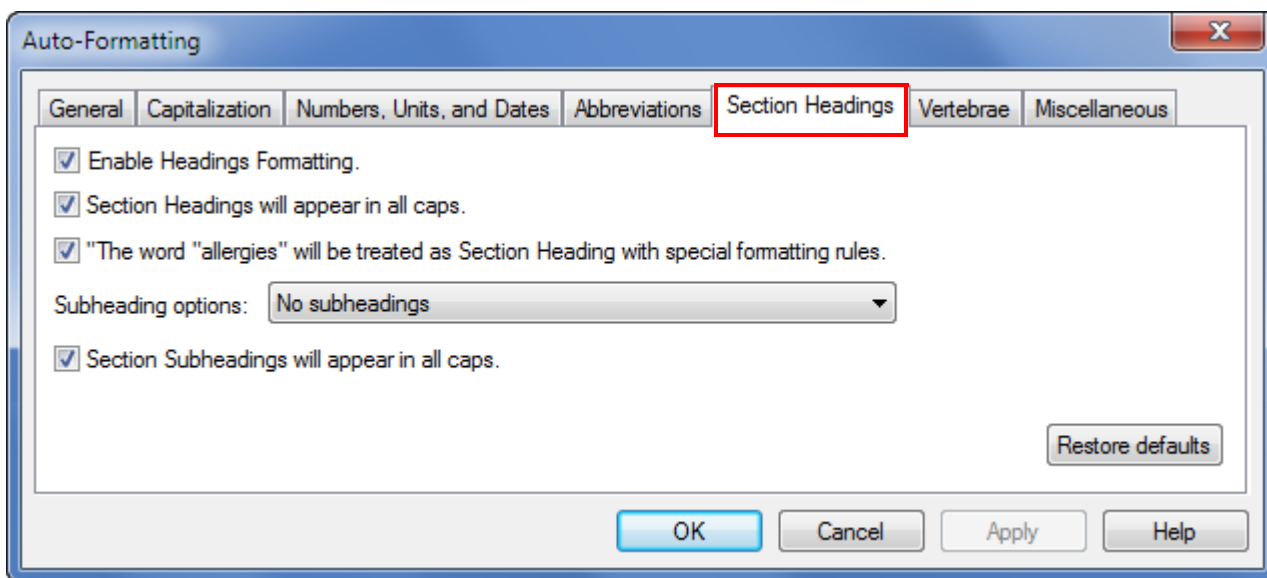 Auto-Formatting
General Capitalization Numbers, Units, and Dates Abbreviations Section Headings Vertebrae Miscellaneous
Enable Headings Formatting.
Section Headings will appear in all caps.
"The word "allergies" will be treated as Section Heading with special formatting rules.
Subheading options: No subheadings
Section Subheadings will appear in all caps.
Restore defaults
OK Cancel Apply Help